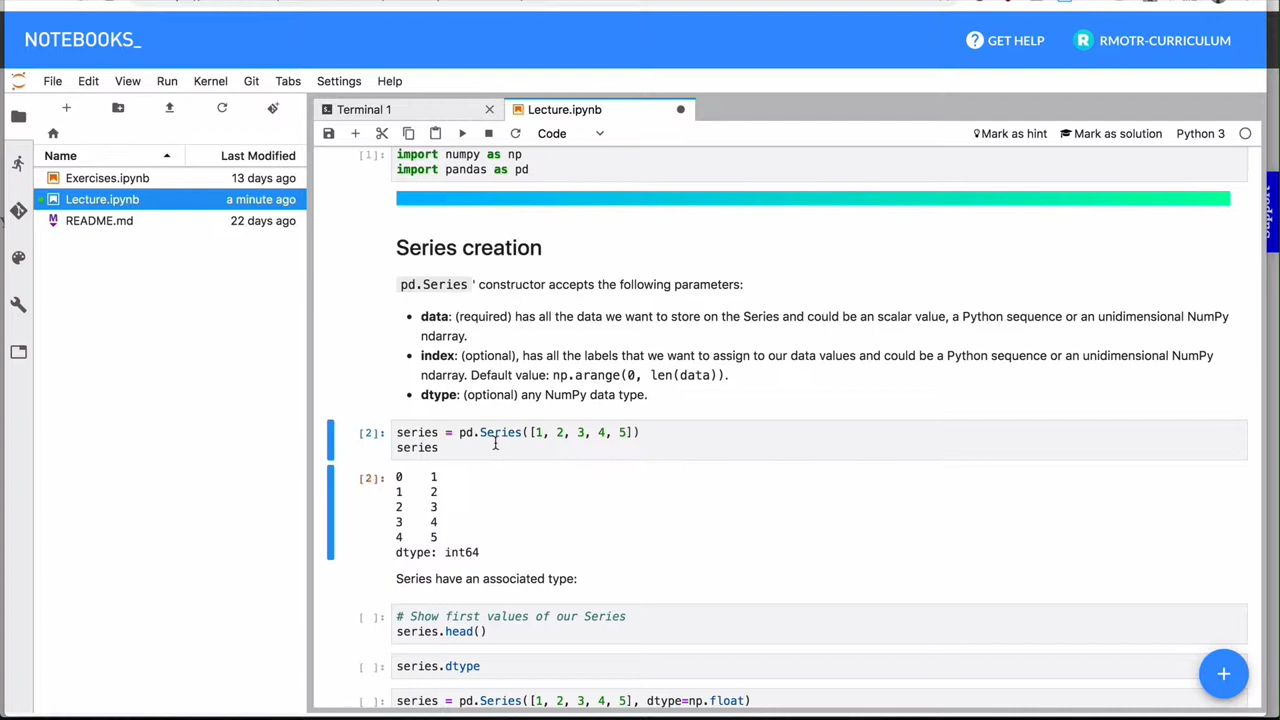 NOTEBOOKS_
? GET HELP
R RMOTR-CURRICULUM
File Edit View Run Kernel Git Tabs Settings Help
Terminal 1
Lecture.ipynb
Code
Mark as hint
Mark as solution
Python 3
Name
Last Modified
Exercises.ipynb 13 days ago
Lecture.ipynb a minute ago
README.md 22 days ago
[1]: import numpy as np
import pandas as pd
Series creation
pd.Series ' constructor accepts the following parameters:
• data: (required) has all the data we want to store on the Series and could be an scalar value, a Python sequence or an unidimensional NumPy
ndarray.
• index: (optional), has all the labels that we want to assign to our data values and could be a Python sequence or an unidimensional NumPy
ndarray. Default value: np.arange(0, len(data)).
• dtype: (optional) any NumPy data type.
[2]: series = pd.Series([1, 2, 3, 4, 5])
series
[2]: 0 1
1 2
2 3
3 4
4 5
dtype: int64
Series have an associated type:
[ ]: # Show first values of our Series
series.head()
[ ]: series.dtype
[ ]: series = pd.Series([1, 2, 3, 4, 5], dtype=np.float)
Support